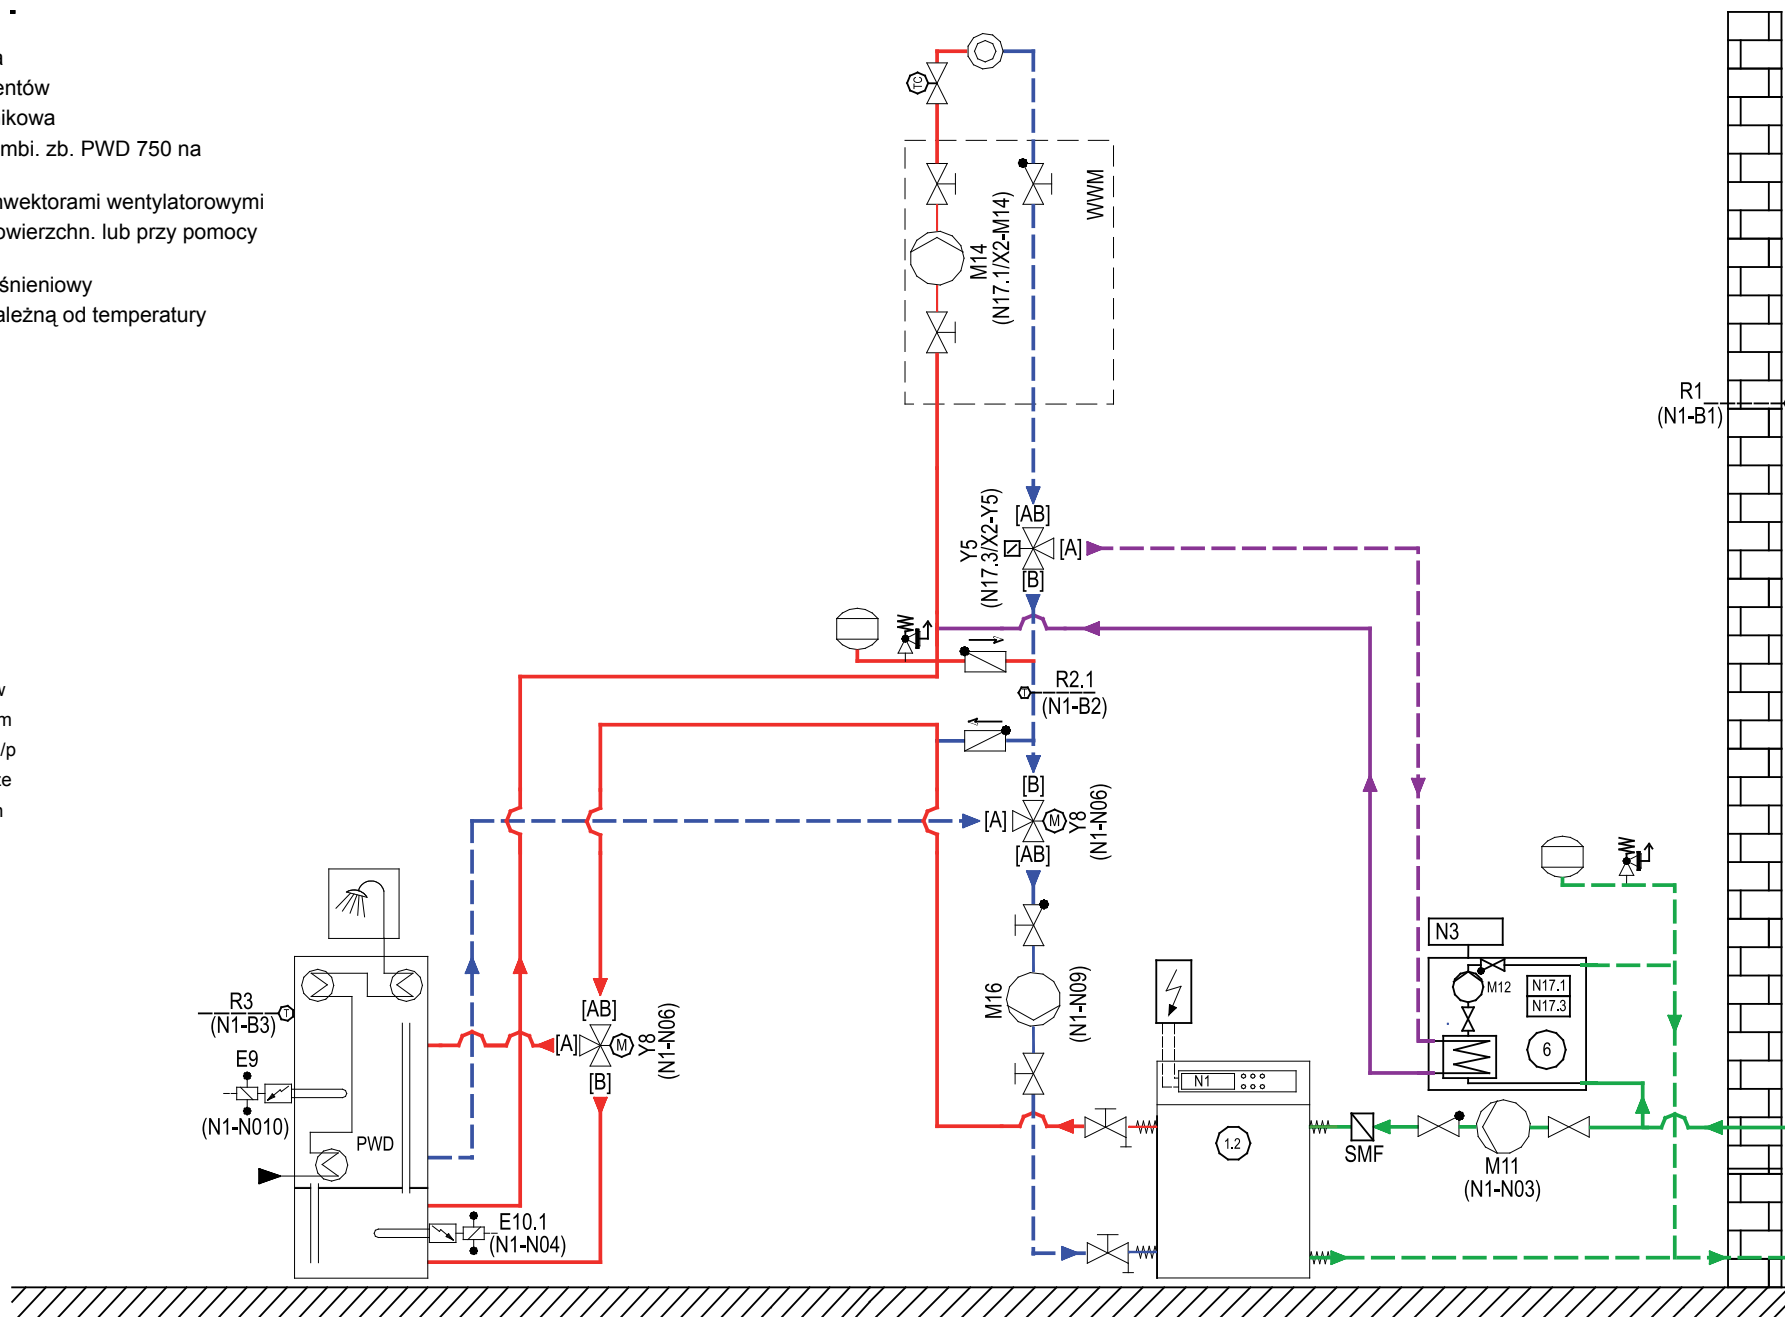 -
a
entów
ikowa
mbi. zb. PWD 750 na
nwektorami wentylatorowymi
owierzchn. lub przy pomocy
śnieniowy
ależną od temperatury
w
m
/p
ze
n
TC
WWM
M14
(N17.1/X2-M14)
R1
(N1-B1)
[AB]
Y5
(N17.3/X2-Y5)
[A]
[B]
R2.1
T
(N1-B2)
[B]
[A]
M
Y8
(N1-N06)
[AB]
N3
M12
N17.1
N17.3
6
M16
(N1-N09)
R3
(N1-B3)
T
[AB]
[A]
M
Y8
(N1-N06)
[B]
E9
(N1-N010)
PWD
N1
1.2
SMF
M11
(N1-N03)
E10.1
(N1-N04)